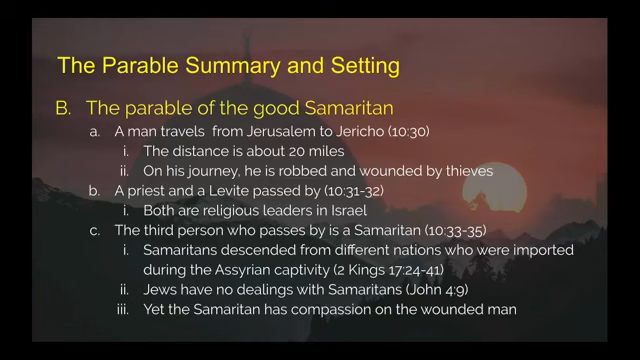 The Parable Summary and Setting
B. The parable of the good Samaritan
a. A man travels from Jerusalem to Jericho (10:30)
i. The distance is about 20 miles
ii. On his journey, he is robbed and wounded by thieves
b. A priest and a Levite passed by (10:31-32)
i. Both are religious leaders in Israel
c. The third person who passes by is a Samaritan (10:33-35)
i. Samaritans descended from different nations who were imported
during the Assyrian captivity (2 Kings 17:24-41)
ii. Jews have no dealings with Samaritans (John 4:9)
iii. Yet the Samaritan has compassion on the wounded man